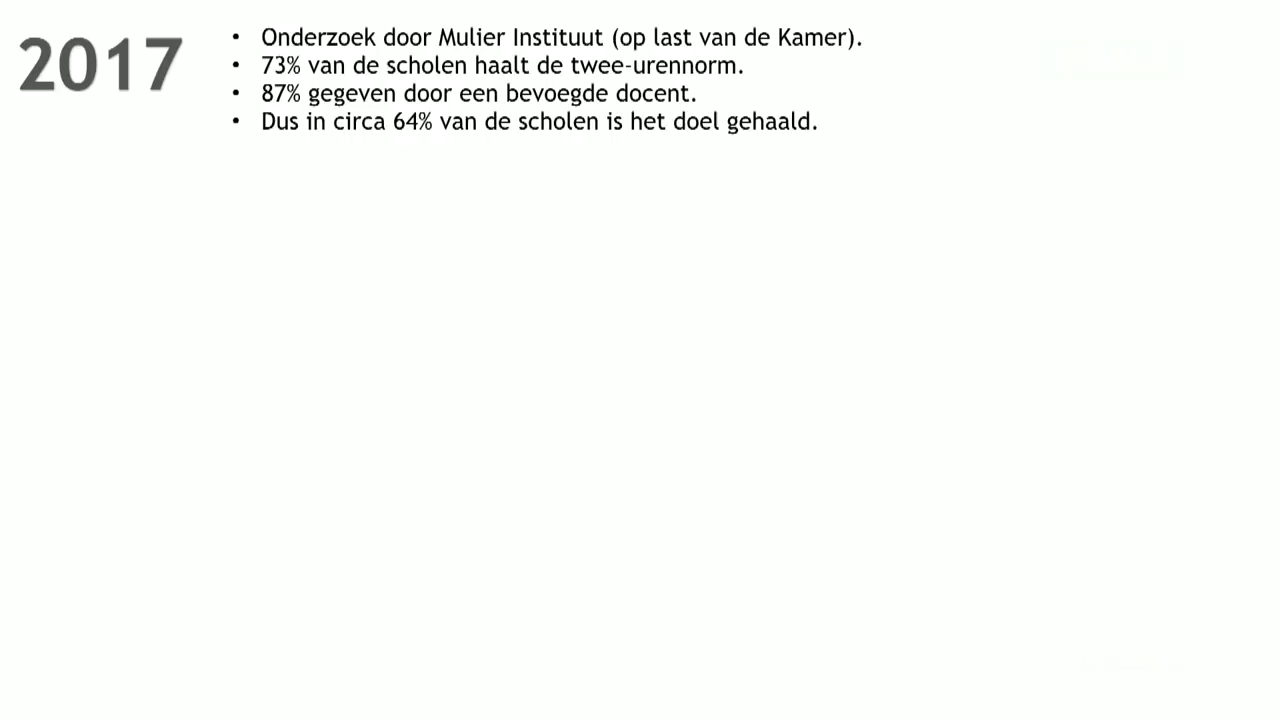 2017
• Onderzoek door Mulier Instituut (op last van de Kamer).
• 73% van de scholen haalt de twee-urennorm.
• 87% gegeven door een bevoegde docent.
• Dus in circa 64% van de scholen is het doel gehaald.